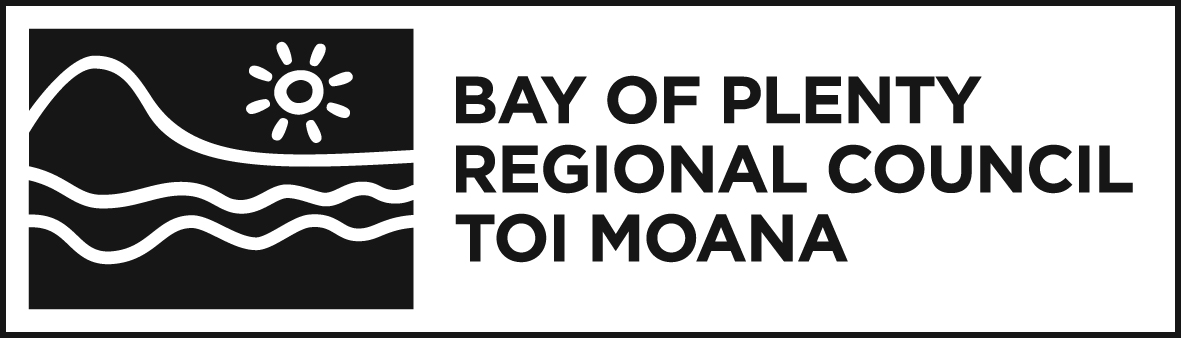 BAY OF PLENTY
REGIONAL COUNCIL
TOI MOANA